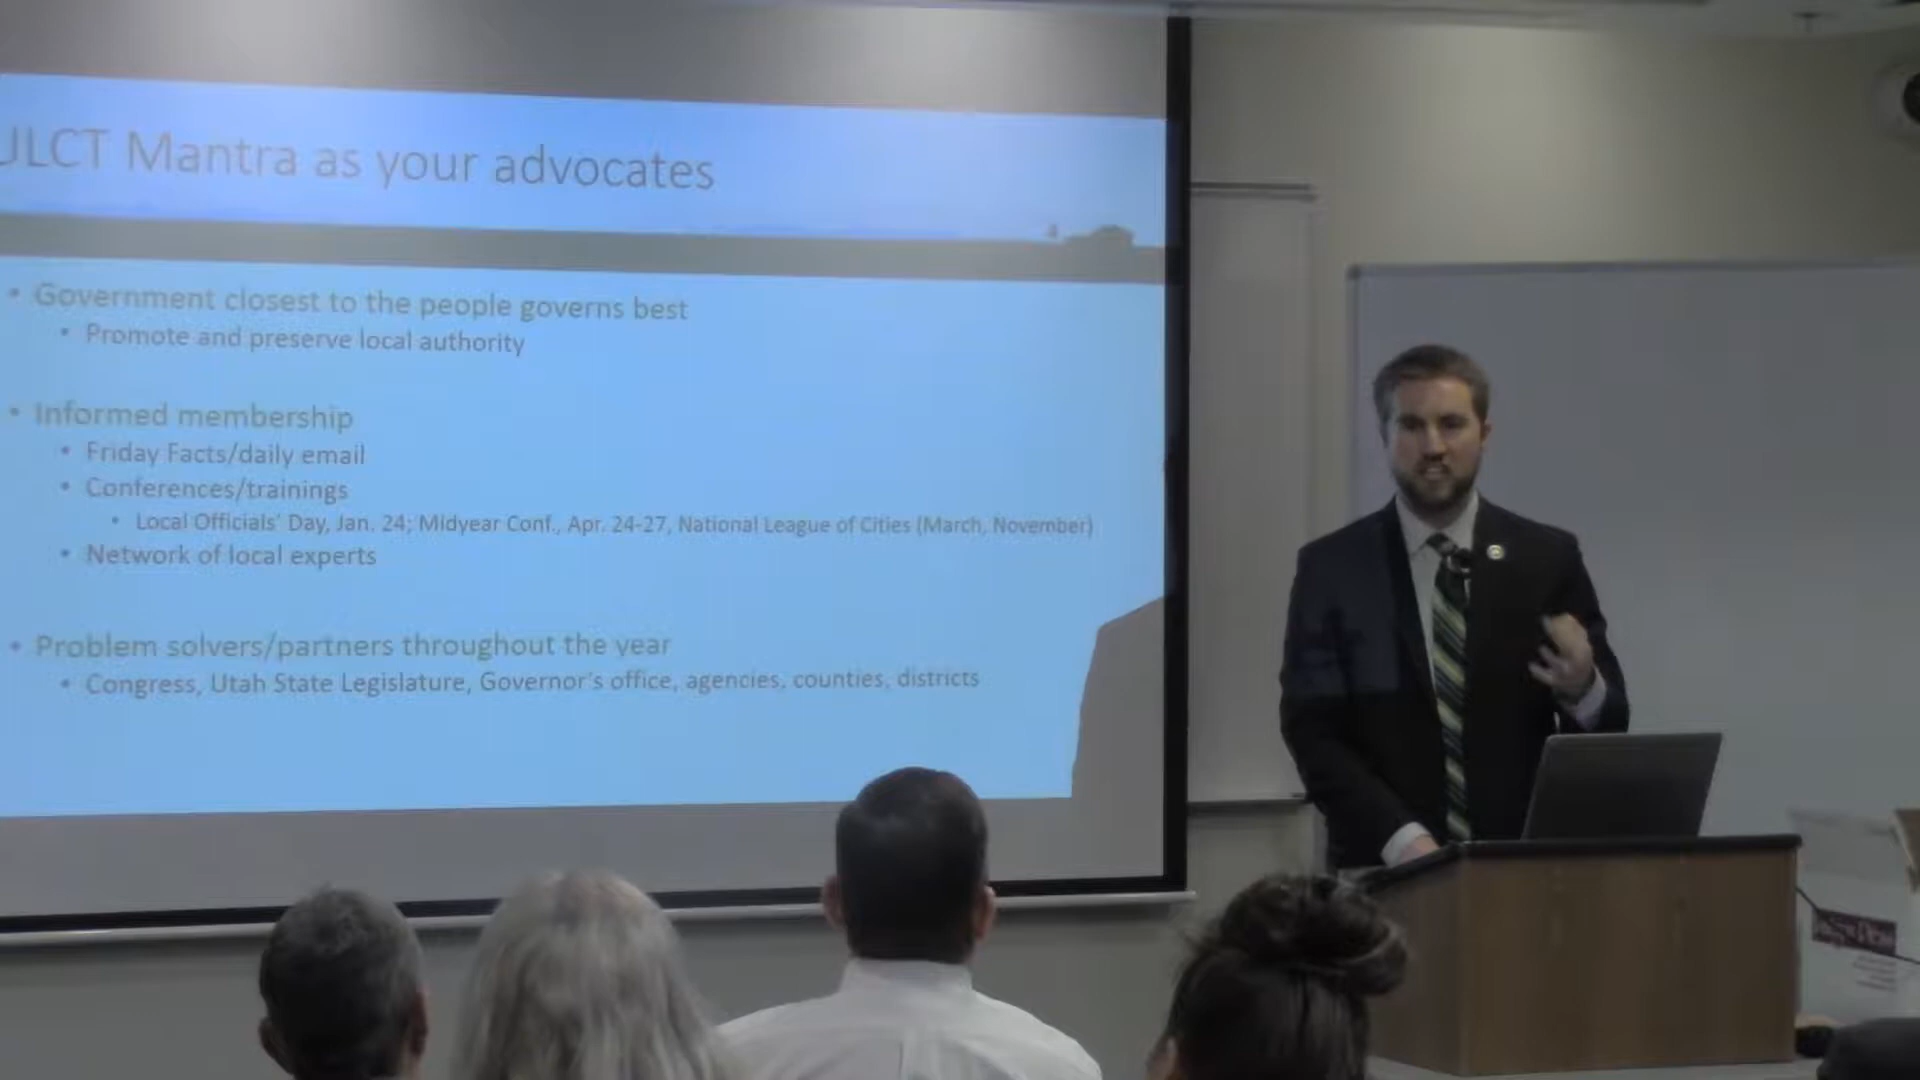 ULCT Mantra as your advocates
• Government closest to the people governs best
• Promote and preserve local authority
• Informed membership
• Friday Facts/daily email
• Conferences/trainings
• Local Officials' Day, Jan. 24; Midyear Conf., Apr. 24-27, National League of Cities (March, November)
• Network of local experts
• Problem solvers/partners throughout the year
• Congress, Utah State Legislature, Governor's office, agencies, counties, districts